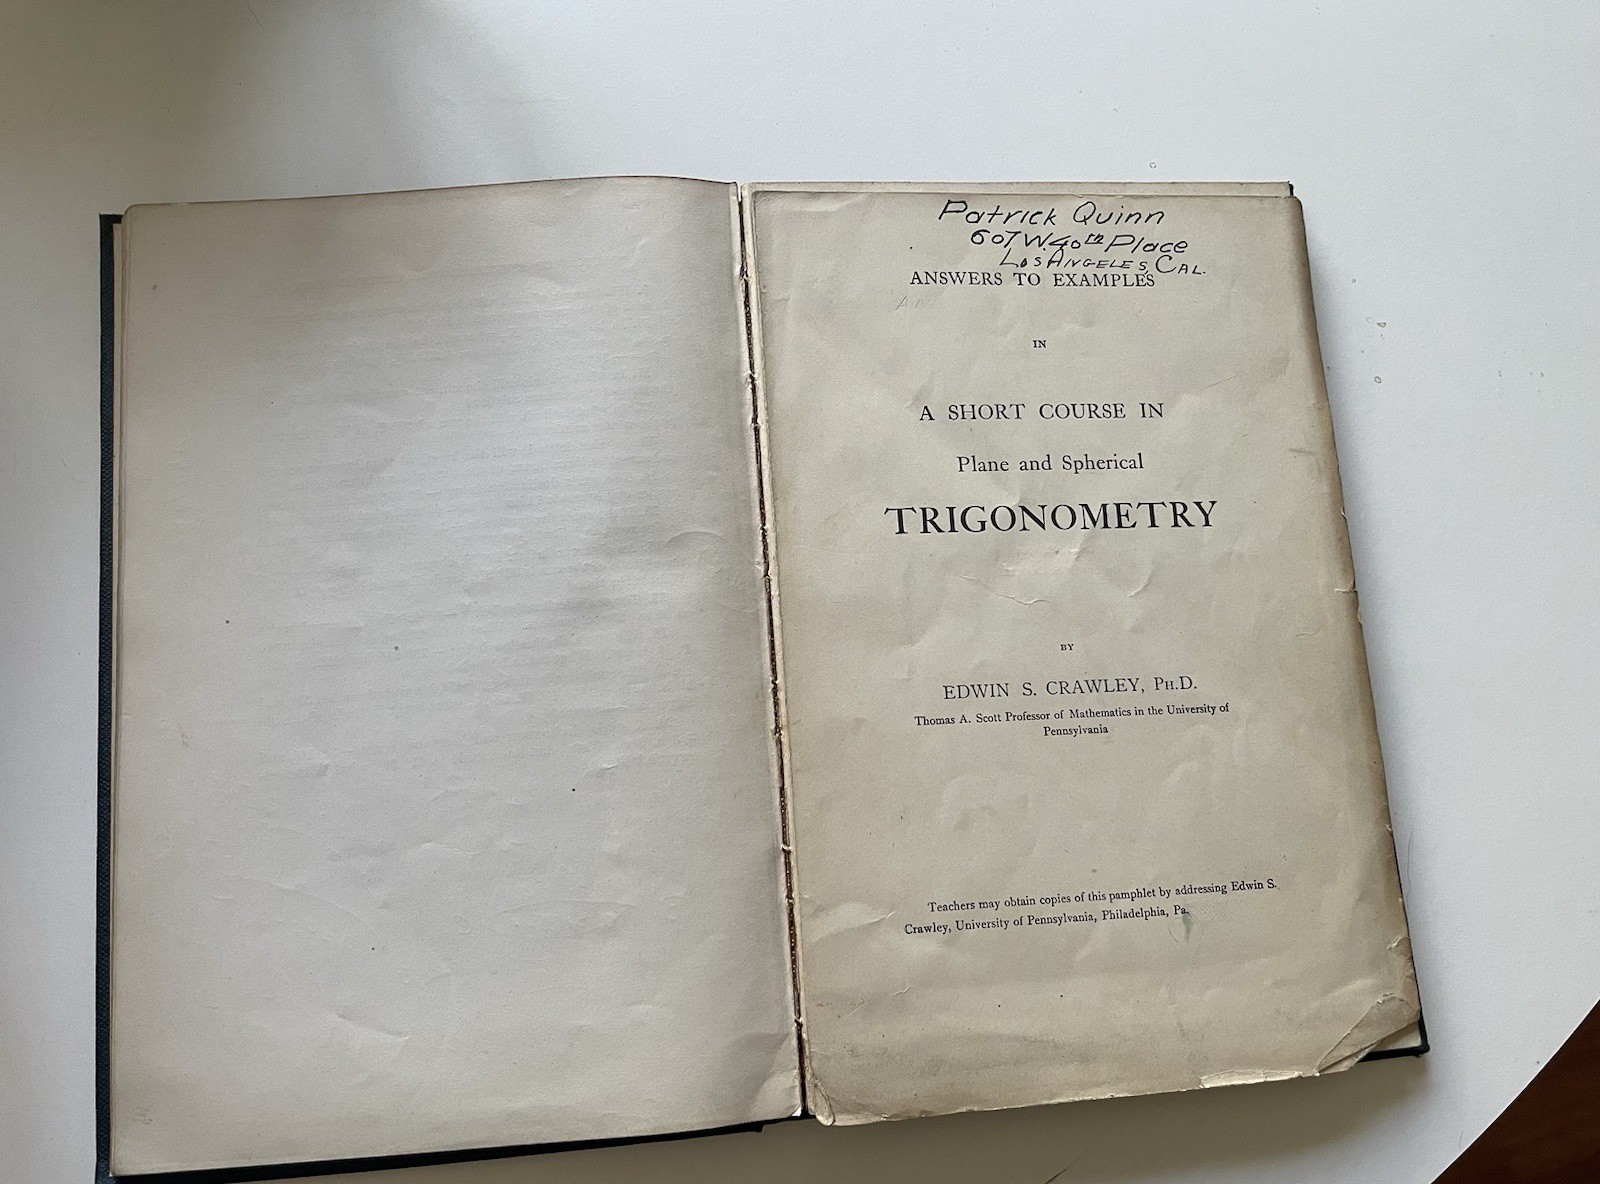 Patrick Quinn
607 W. 40th Place
Los Angeles, Cal.
ANSWERS TO EXAMPLES
IN
A SHORT COURSE IN
Plane and Spherical
TRIGONOMETRY
BY
EDWIN S. CRAWLEY, Ph.D.
Thomas A. Scott Professor of Mathematics in the University of
Pennsylvania
Teachers may obtain copies of this pamphlet by addressing Edwin S.
Crawley, University of Pennsylvania, Philadelphia, Pa.